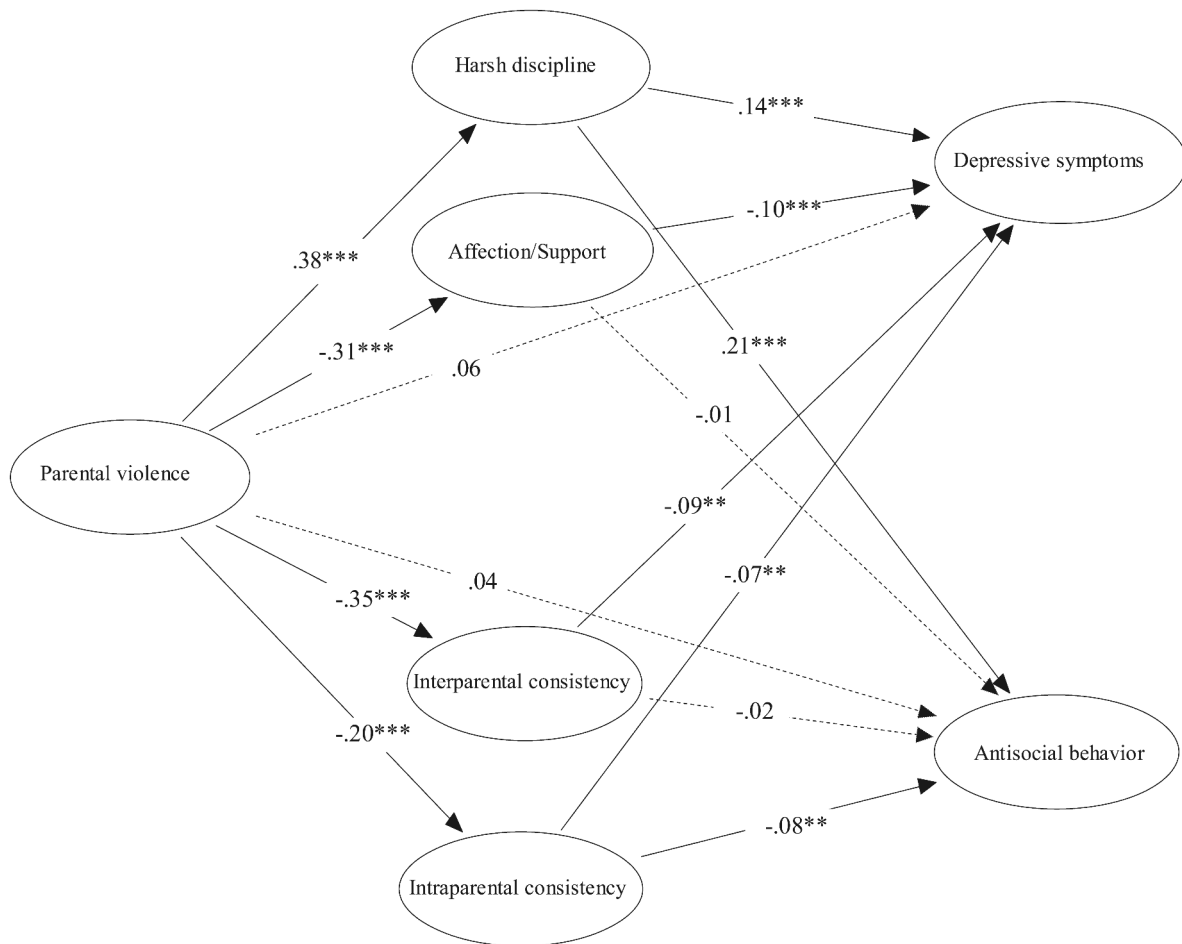 Harsh discipline
.14***
Depressive symptoms
-.10***
Affection/Support
.38***
.21***
-.31***
.06
-.01
Parental violence
-.09**
-.07**
.04
-.35***
Interparental consistency
-.02
-.20***
Antisocial behavior
-.08**
Intraparental consistency